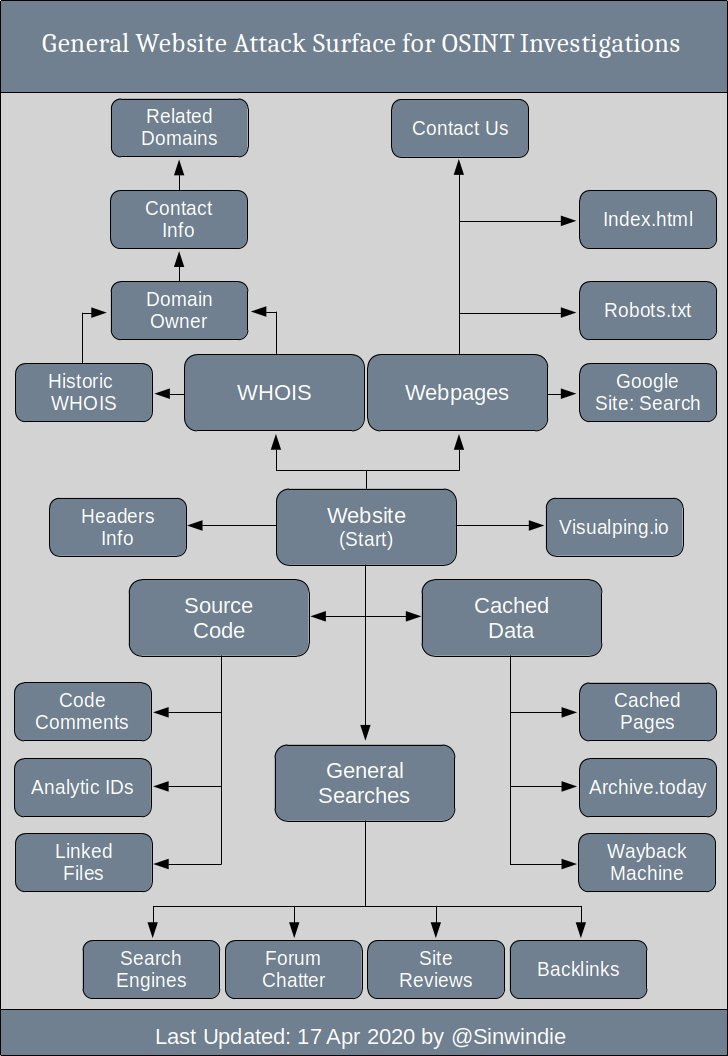 General Website Attack Surface for OSINT Investigations
Related
Domains
Contact Us
Contact
Info
Index.html
Domain
Owner
Robots.txt
Historic
WHOIS
WHOIS
Webpages
Google
Site: Search
Headers
Info
Website
(Start)
Visualping.io
Source
Code
Cached
Data
Code
Comments
Cached
Pages
General
Searches
Analytic IDs
Archive.today
Linked
Files
Wayback
Machine
Search
Engines
Forum
Chatter
Site
Reviews
Backlinks
Last Updated: 17 Apr 2020 by @Sinwindie